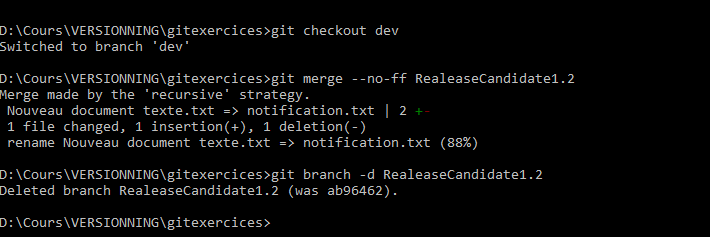 D:\Cours\VERSIONNING\gitexercices>git checkout dev
Switched to branch 'dev'
D:\Cours\VERSIONNING\gitexercices>git merge --no-ff RealeaseCandidate1.2
Merge made by the 'recursive' strategy.
 Nouveau document texte.txt => notification.txt | 2 +-
 1 file changed, 1 insertion(+), 1 deletion(-)
 rename Nouveau document texte.txt => notification.txt (88%)
D:\Cours\VERSIONNING\gitexercices>git branch -d RealeaseCandidate1.2
Deleted branch RealeaseCandidate1.2 (was ab96462).
D:\Cours\VERSIONNING\gitexercices>